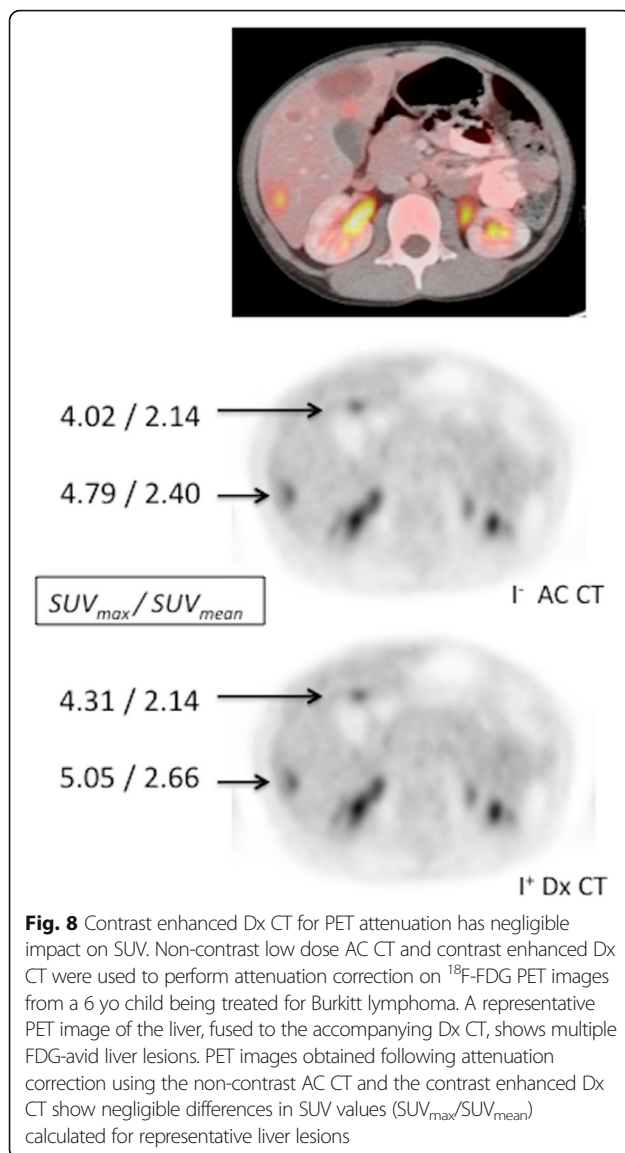 4.02 / 2.14
4.79 / 2.40
I⁻ AC CT
SUVmax / SUVmean
4.31 / 2.14
5.05 / 2.66
I⁺ Dx CT
Fig. 8 Contrast enhanced Dx CT for PET attenuation has negligible
impact on SUV. Non-contrast low dose AC CT and contrast enhanced Dx
CT were used to perform attenuation correction on ¹⁸F-FDG PET images
from a 6 yo child being treated for Burkitt lymphoma. A representative
PET image of the liver, fused to the accompanying Dx CT, shows multiple
FDG-avid liver lesions. PET images obtained following attenuation
correction using the non-contrast AC CT and the contrast enhanced Dx
CT show negligible differences in SUV values (SUVmax/SUVmean)
calculated for representative liver lesions